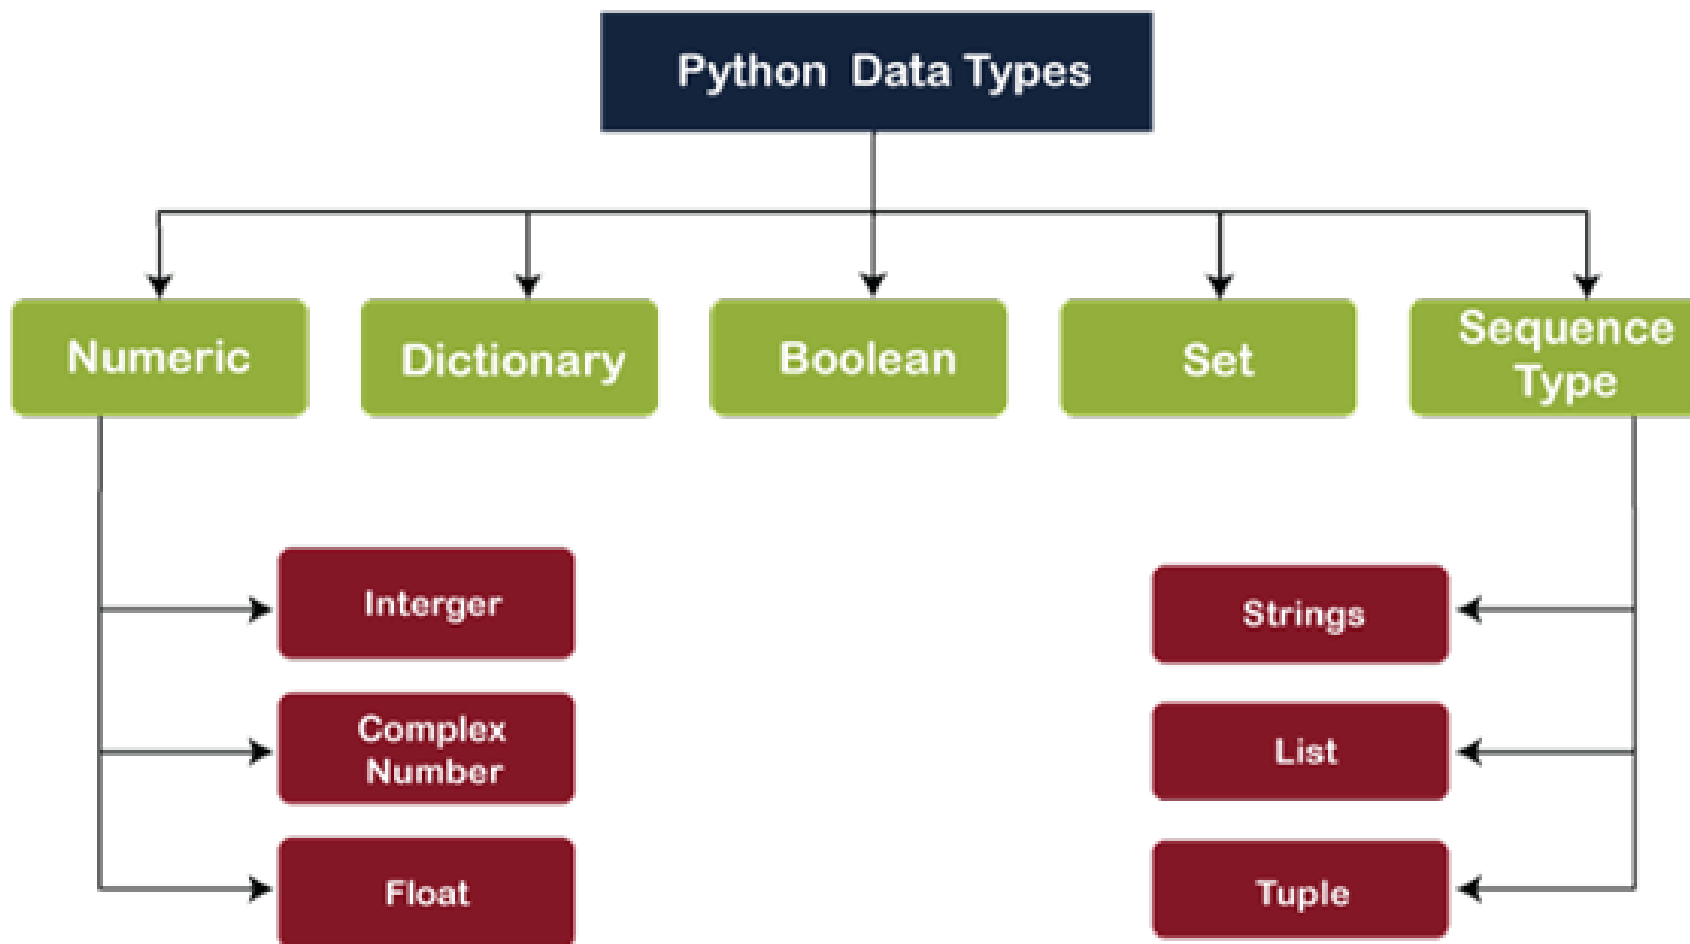 Python Data Types
Numeric
Dictionary
Boolean
Set
Sequence
Type
Interger
Complex
Number
Float
Strings
List
Tuple